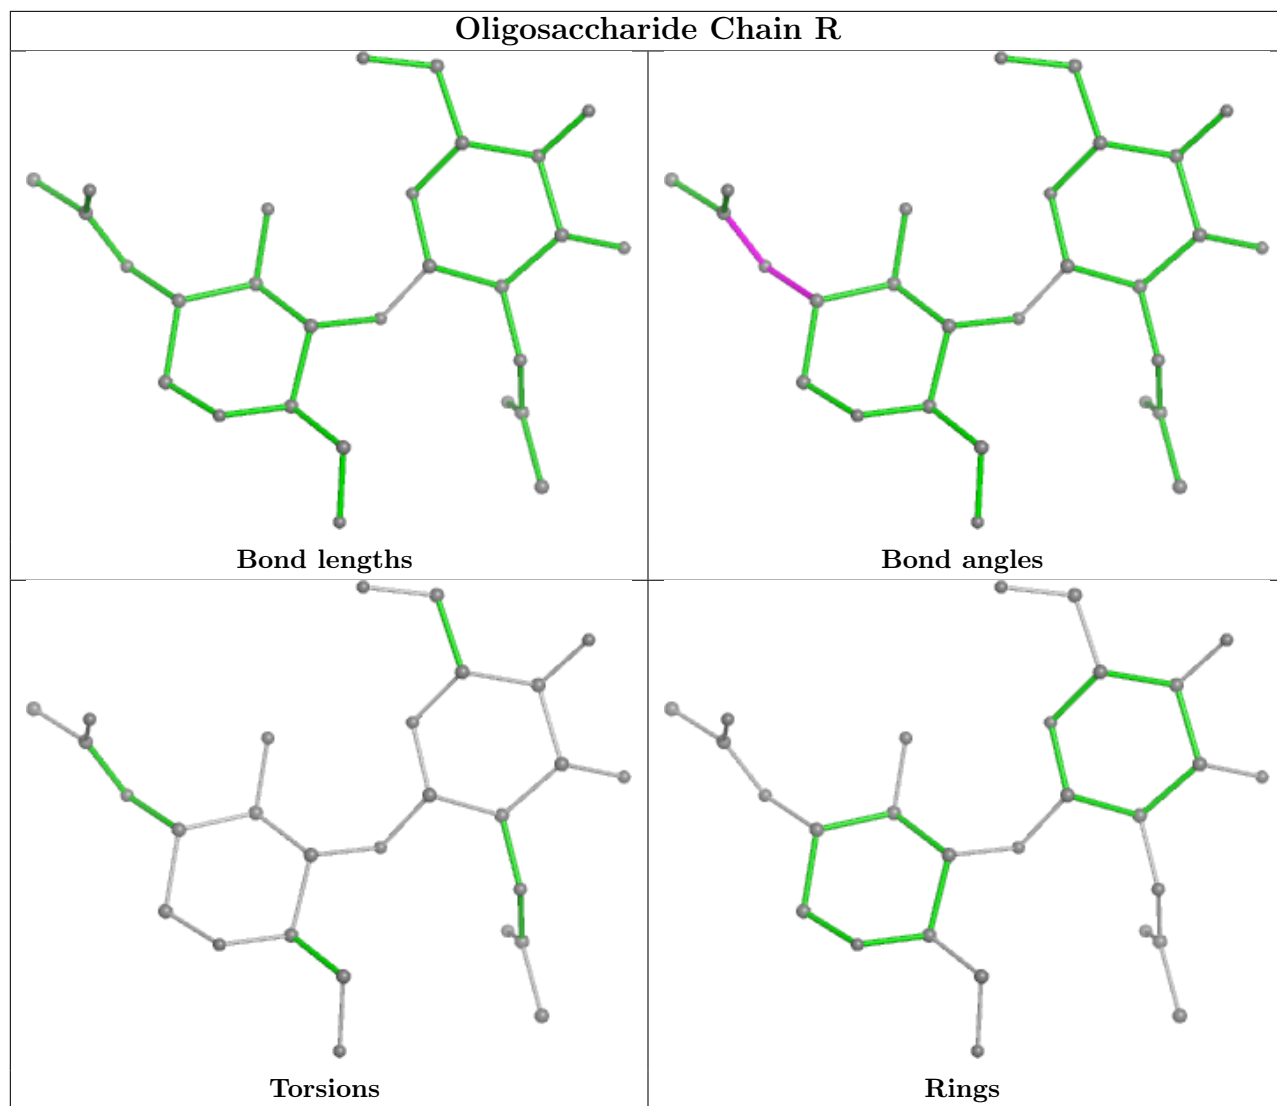 Oligosaccharide Chain R
Bond lengths
Bond angles
Torsions
Rings